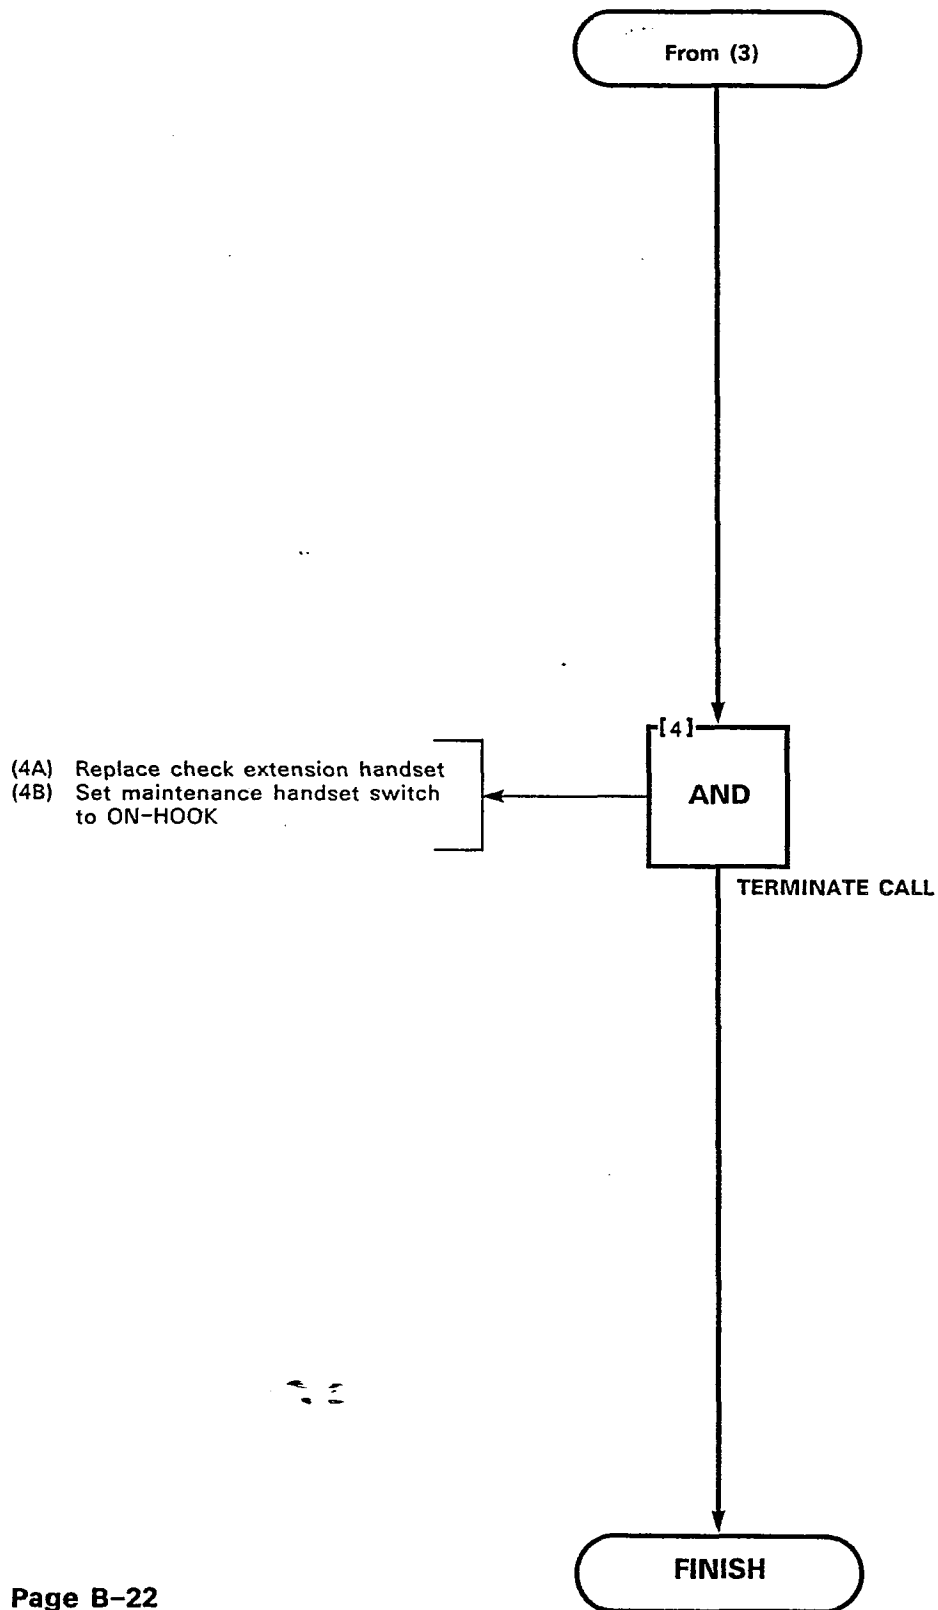 From (3)
[4]
(4A) Replace check extension handset
(4B) Set maintenance handset switch
to ON-HOOK
AND
TERMINATE CALL
FINISH
Page B-22